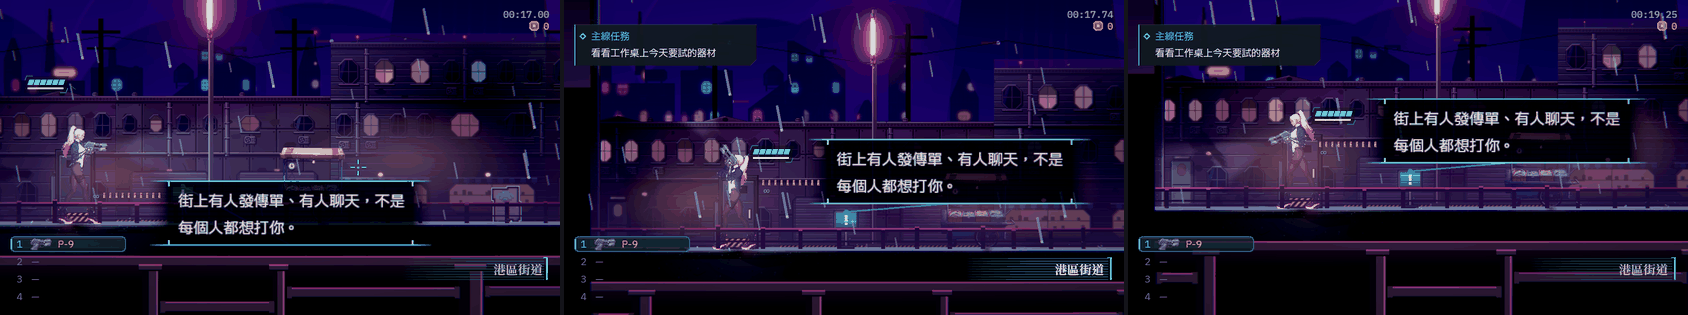 00:17.00
0
街上有人發傳單、有人聊天，不是
每個人都想打你。
1 P-9
2 —
3 —
4 —
港區街道
主線任務
看看工作桌上今天要試的器材
00:17.74
0
街上有人發傳單、有人聊天，不是
每個人都想打你。
!
1 P-9
2 —
3 —
4 —
港區街道
主線任務
看看工作桌上今天要試的器材
00:19.25
0
街上有人發傳單、有人聊天，不是
每個人都想打你。
!
1 P-9
2 —
3 —
4 —
港區街道